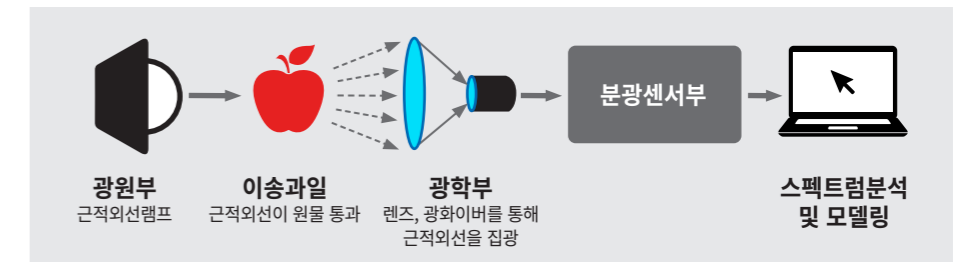 분광센서부
광원부
근적외선램프
이송과일
근적외선이 원물 통과
광학부
렌즈, 광화이버를 통해
근적외선을 집광
스펙트럼분석
및 모델링